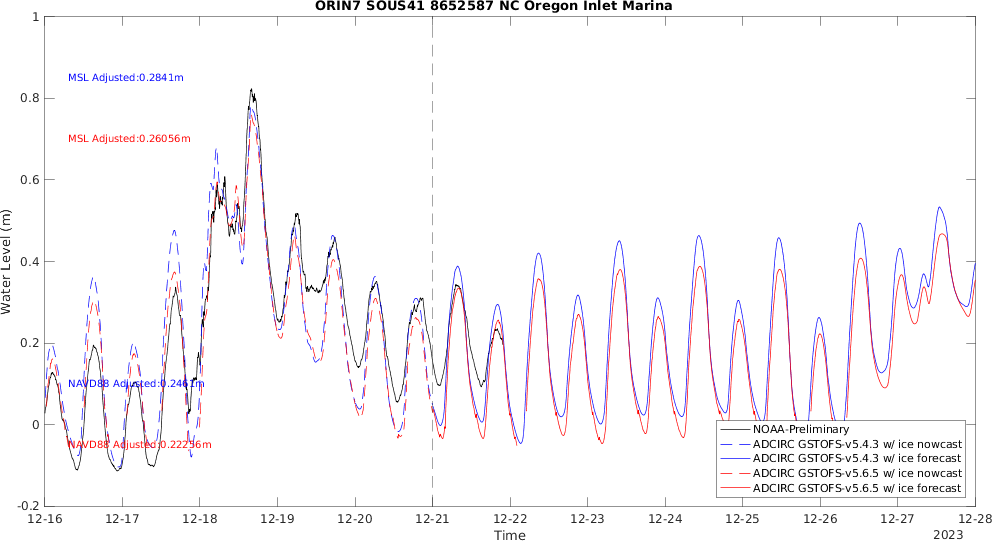 ORIN7 SOUS41 8652587 NC Oregon Inlet Marina
1
MSL Adjusted:0.2841m
0.8
MSL Adjusted:0.26056m
0.6
0.4
Water Level (m)
0.2
NAVD88 Adjusted:0.2461m
0
NAVD88 Adjusted:0.22256m
-0.2
NOAA-Preliminary
ADCIRC GSTOFS-v5.4.3 w/ ice nowcast
ADCIRC GSTOFS-v5.4.3 w/ ice forecast
ADCIRC GSTOFS-v5.6.5 w/ ice nowcast
ADCIRC GSTOFS-v5.6.5 w/ ice forecast
12-16 12-17 12-18 12-19 12-20 12-21 12-22 12-23 12-24 12-25 12-26 12-27 12-28
Time
2023